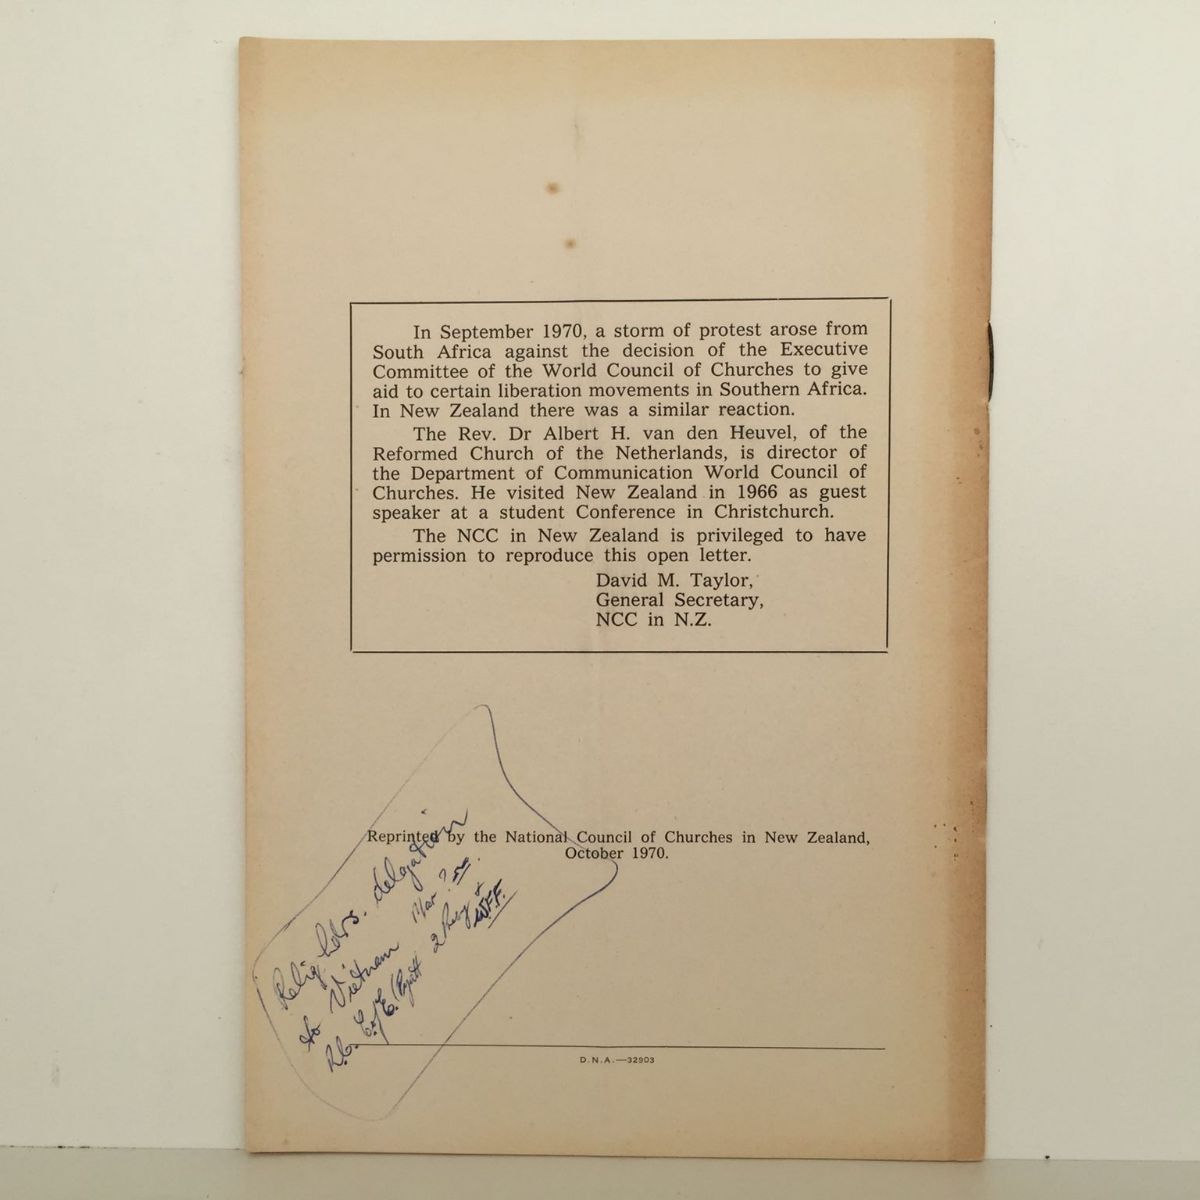 In September 1970, a storm of protest arose from
South Africa against the decision of the Executive
Committee of the World Council of Churches to give
aid to certain liberation movements in Southern Africa.
In New Zealand there was a similar reaction.
The Rev. Dr Albert H. van den Heuvel, of the
Reformed Church of the Netherlands, is director of
the Department of Communication World Council of
Churches. He visited New Zealand in 1966 as guest
speaker at a student Conference in Christchurch.
The NCC in New Zealand is privileged to have
permission to reproduce this open letter.
David M. Taylor,
General Secretary,
NCC in N.Z.
Reprinted by the National Council of Churches in New Zealand,
October 1970.
Relig. ldrs. delgation
to Vietnam Mar ?
R.C. C of E. 2
D.N.A.—32903